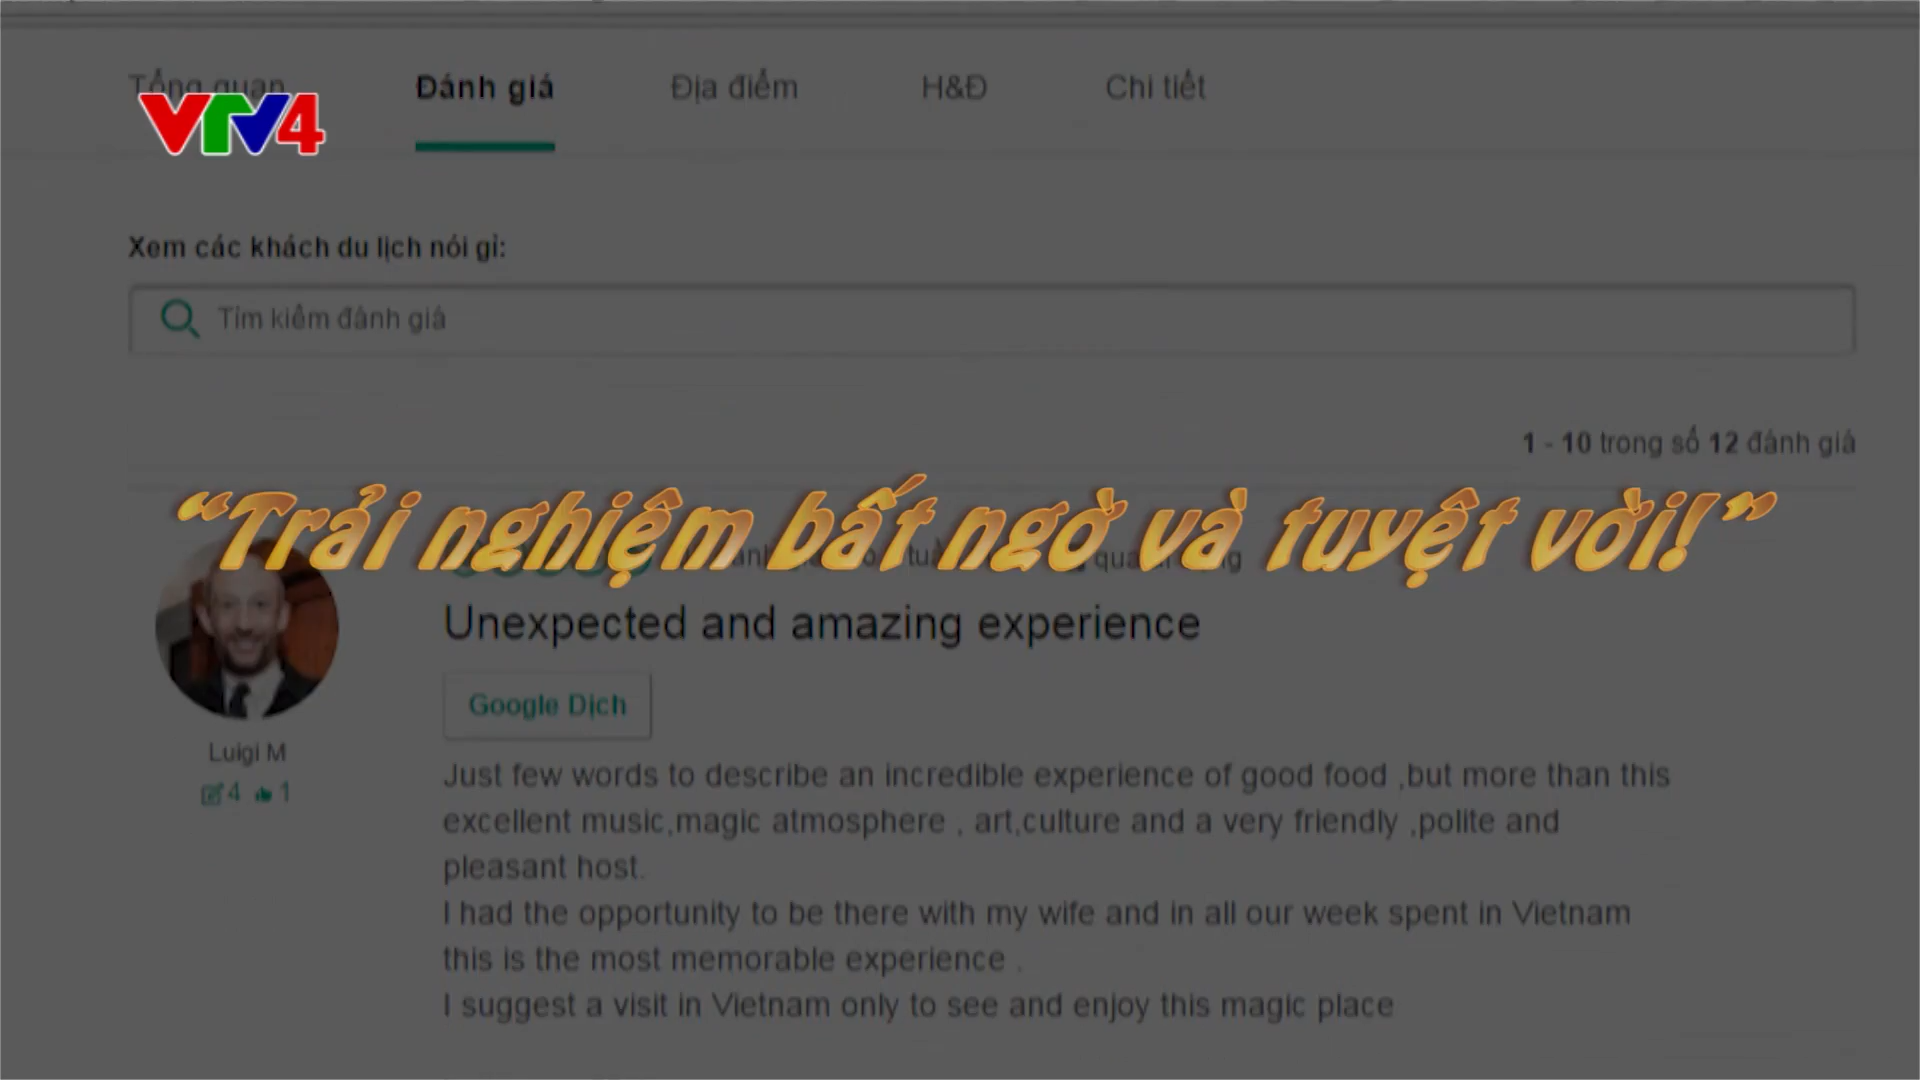 Tổng quan
Đánh giá
Địa điểm
H&Đ
Chi tiết
VTV4
Xem các khách du lịch nói gì:
Tìm kiếm đánh giá
1 - 10 trong số 12 đánh giá
“Trải nghiệm bất ngờ và tuyệt vời!”
Unexpected and amazing experience
Google Dịch
Luigi M
4 1
Just few words to describe an incredible experience of good food ,but more than this
excellent music,magic atmosphere , art,culture and a very friendly ,polite and
pleasant host.
I had the opportunity to be there with my wife and in all our week spent in Vietnam
this is the most memorable experience .
I suggest a visit in Vietnam only to see and enjoy this magic place